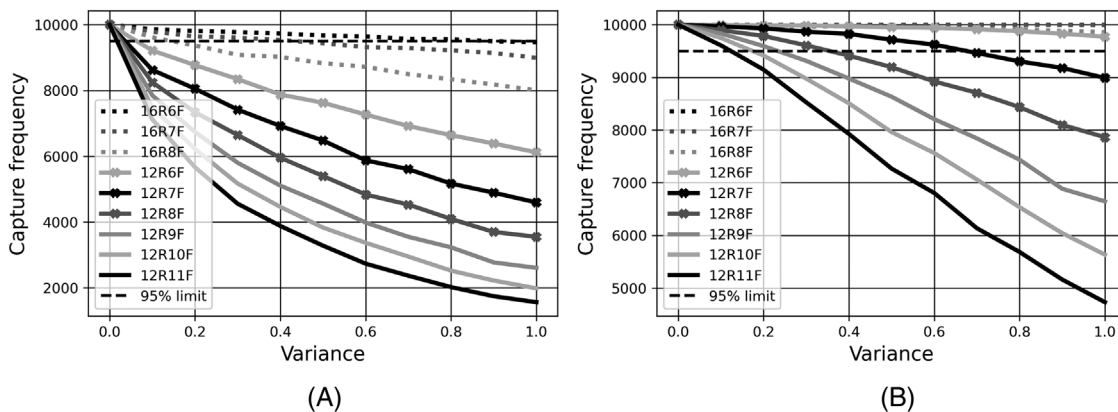 10000
8000
6000
4000
2000
Capture frequency
16R6F
16R7F
16R8F
12R6F
12R7F
12R8F
12R9F
12R10F
12R11F
95% limit
0.0 0.2 0.4 0.6 0.8 1.0
Variance
(A)
10000
9000
8000
7000
6000
5000
Capture frequency
16R6F
16R7F
16R8F
12R6F
12R7F
12R8F
12R9F
12R10F
12R11F
95% limit
0.0 0.2 0.4 0.6 0.8 1.0
Variance
(B)